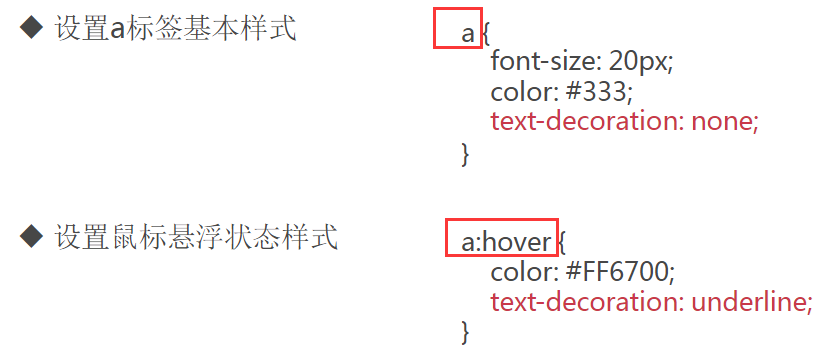 ◆ 设置a标签基本样式
a {
font-size: 20px;
color: #333;
text-decoration: none;
}
◆ 设置鼠标悬浮状态样式
a:hover {
color: #FF6700;
text-decoration: underline;
}